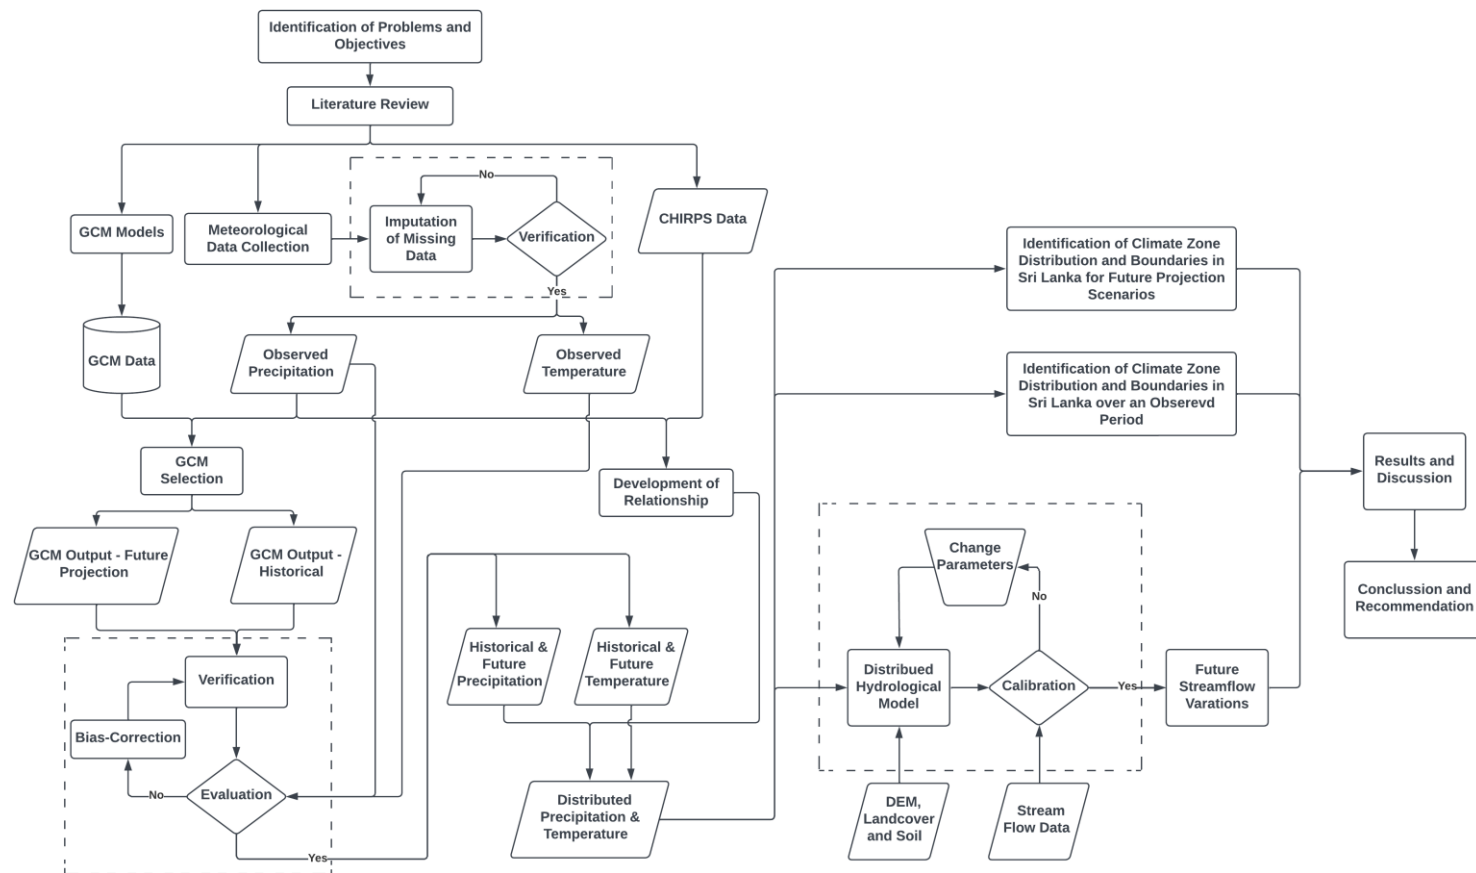 Identification of Problems and
Objectives
Literature Review
No
GCM Models
Meteorological
Data Collection
Imputation
of Missing
Data
Verification
CHIRPS Data
Yes
GCM Data
Observed
Precipitation
Observed
Temperature
GCM
Selection
Development of
Relationship
GCM Output - Future
Projection
GCM Output -
Historical
Verification
Bias-Correction
Evaluation
No
Yes
Historical &
Future
Precipitation
Historical &
Future
Temperature
Distributed
Precipitation &
Temperature
Identification of Climate Zone
Distribution and Boundaries in
Sri Lanka for Future Projection
Scenarios
Identification of Climate Zone
Distribution and Boundaries in
Sri Lanka over an Obserevd
Period
Change
Parameters
No
Distribued
Hydrological
Model
Calibration
Yes
Future
Streamflow
Varations
DEM,
Landcover
and Soil
Stream
Flow Data
Results and
Discussion
Conclussion and
Recommendation